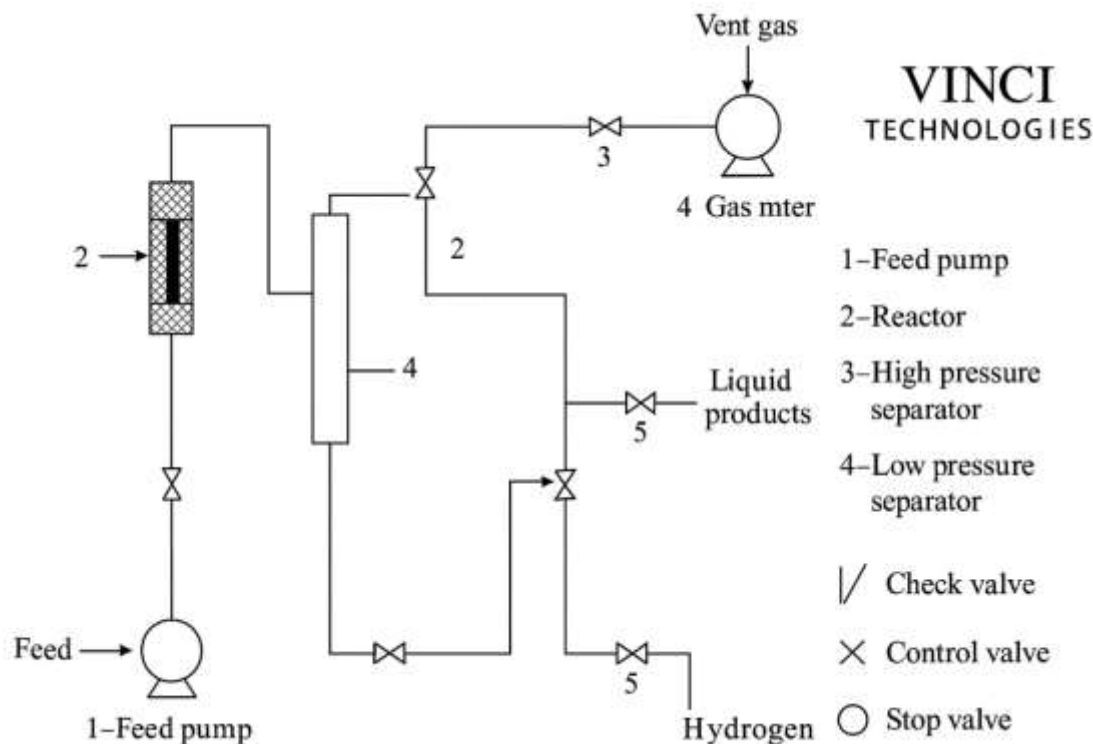 Vent gas
VINCI
TECHNOLOGIES
3
4 Gas mter
2
2
1–Feed pump
2–Reactor
4
Liquid
products
3–High pressure
separator
5
4–Low pressure
separator
Check valve
Feed
5
Control valve
1–Feed pump
Hydrogen
Stop valve